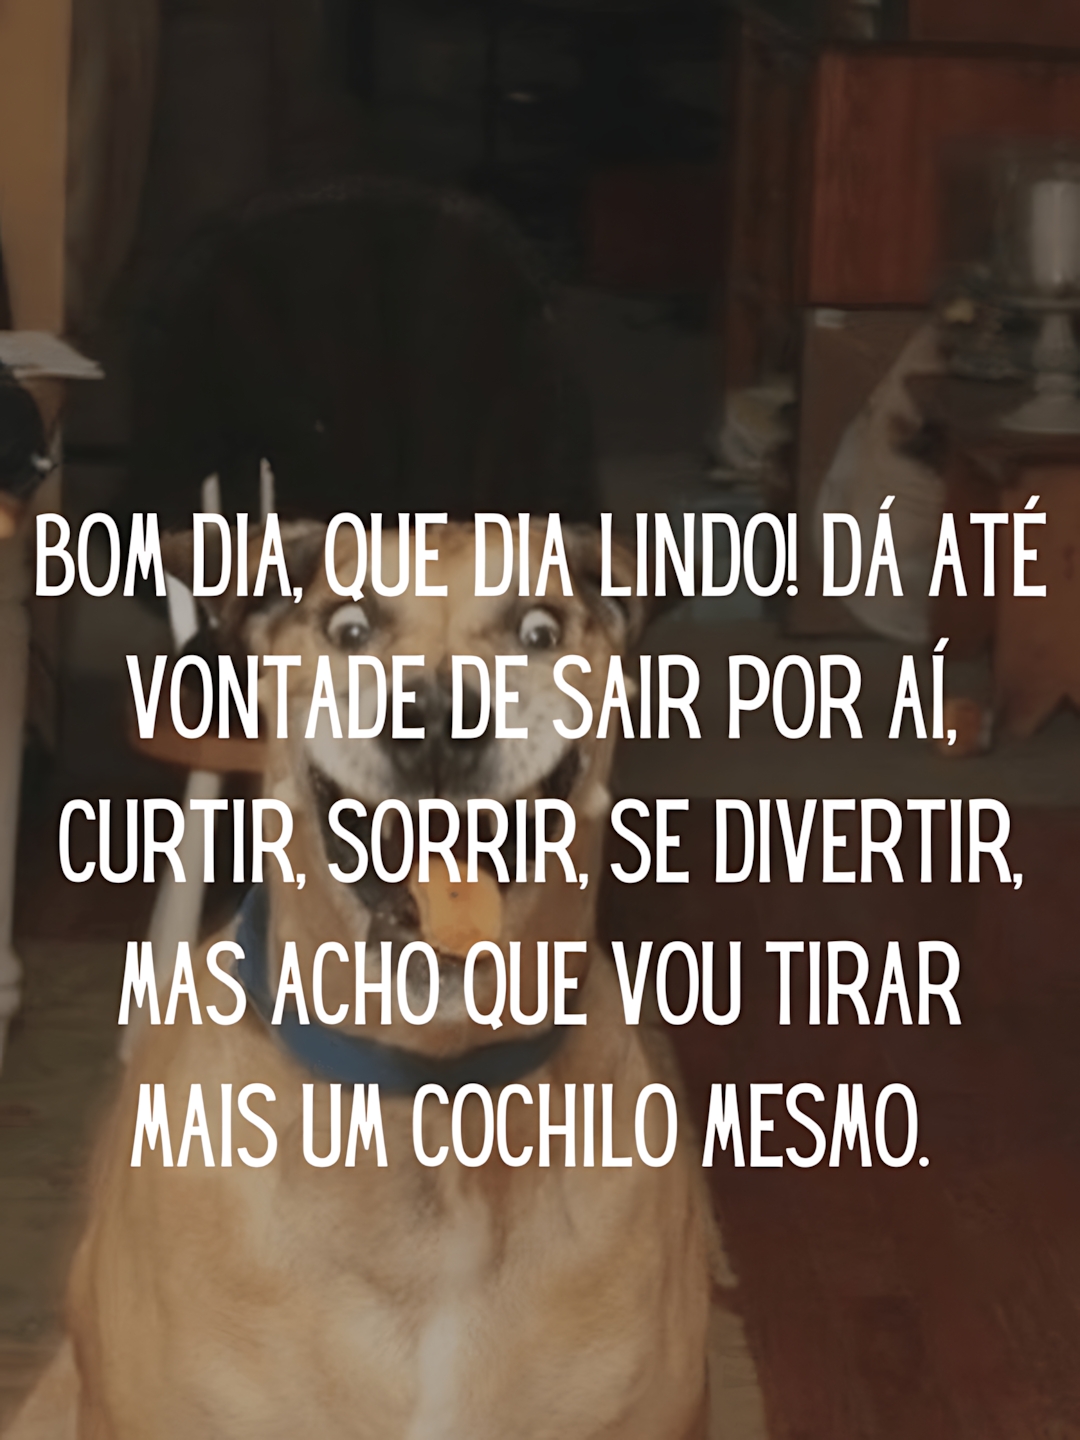 BOM DIA, QUE DIA LINDO! DÁ ATÉ
VONTADE DE SAIR POR AÍ,
CURTIR, SORRIR, SE DIVERTIR,
MAS ACHO QUE VOU TIRAR
MAIS UM COCHILO MESMO.